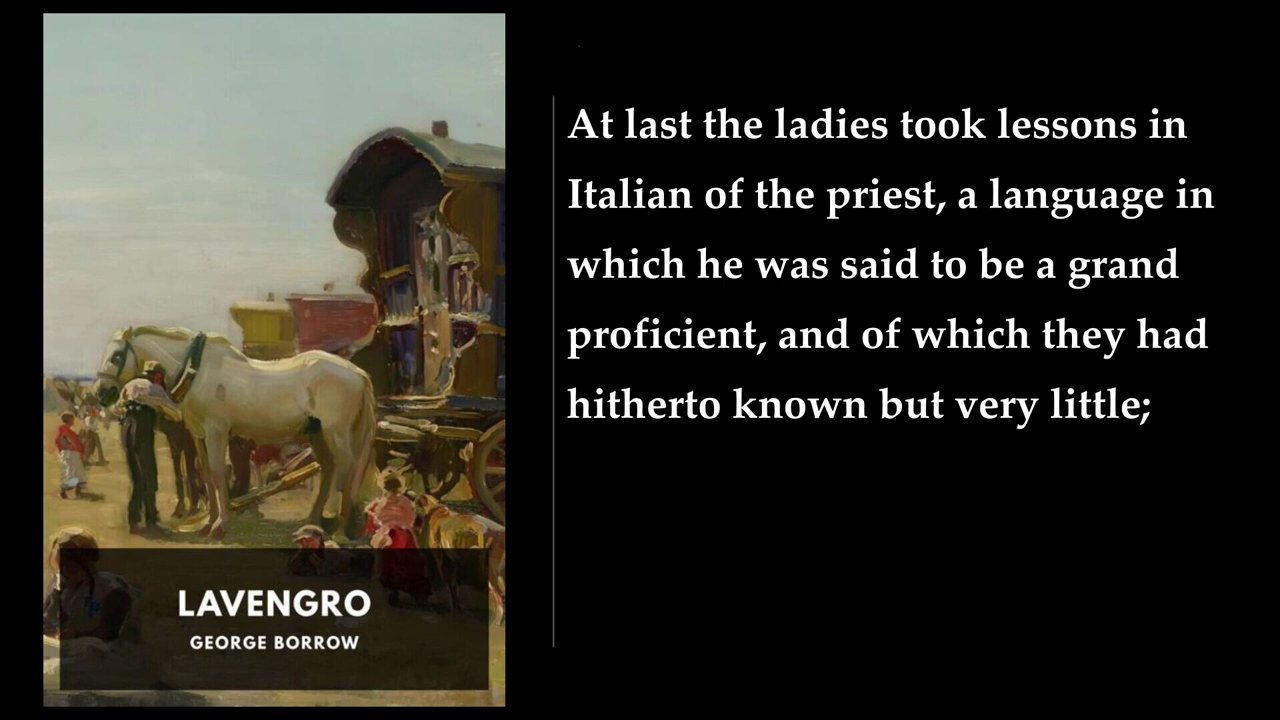 At last the ladies took lessons in
Italian of the priest, a language in
which he was said to be a grand
proficient, and of which they had
hitherto known but very little;
LAVENGRO
GEORGE BORROW